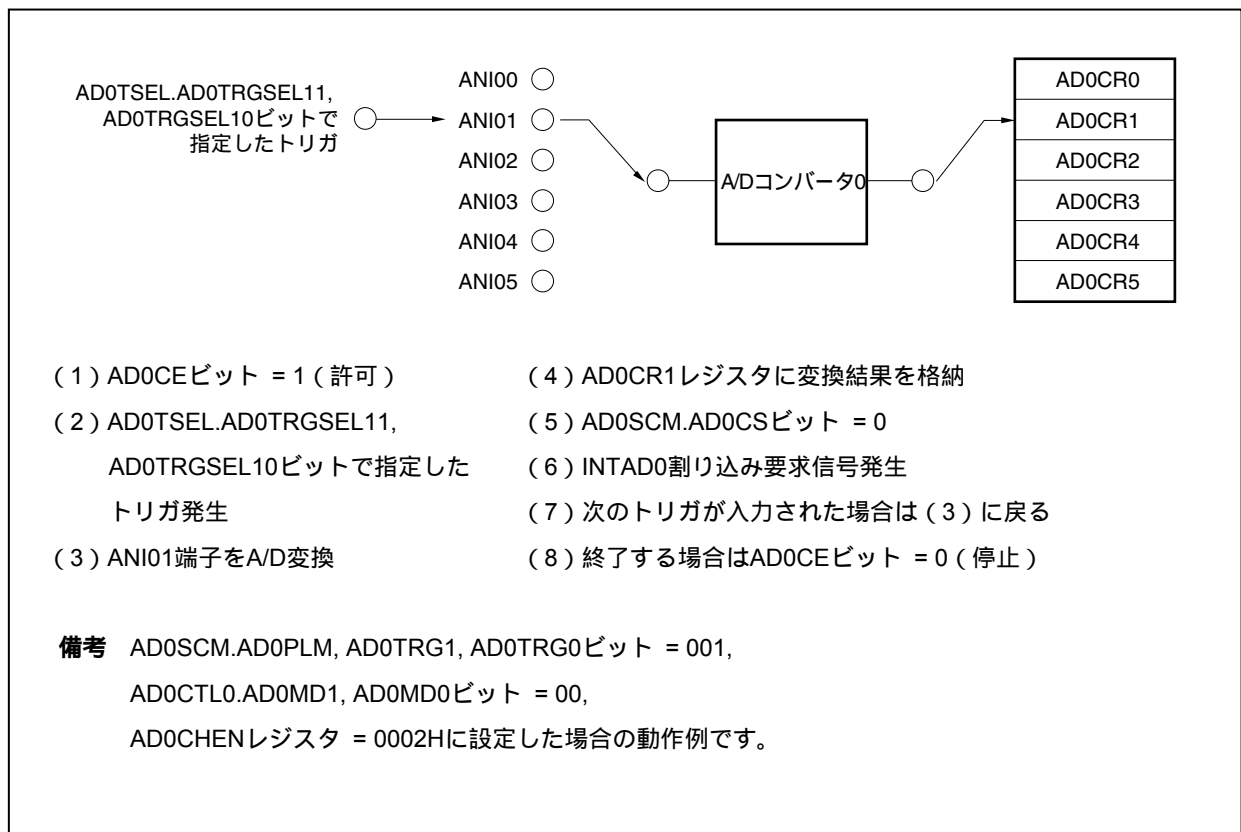 AD0TSEL.AD0TRGSEL11,
AD0TRGSEL10ビットで
指定したトリガ
ANI00
ANI01
ANI02
ANI03
ANI04
ANI05
A/Dコンバータ0
AD0CR0
AD0CR1
AD0CR2
AD0CR3
AD0CR4
AD0CR5
(1)AD0CEビット = 1(許可)
(2)AD0TSEL.AD0TRGSEL11,
AD0TRGSEL10ビットで指定した
トリガ発生
(3)ANI01端子をA/D変換
(4)AD0CR1レジスタに変換結果を格納
(5)AD0SCM.AD0CSビット = 0
(6)INTAD0割り込み要求信号発生
(7)次のトリガが入力された場合は(3)に戻る
(8)終了する場合はAD0CEビット = 0(停止)
備考 AD0SCM.AD0PLM, AD0TRG1, AD0TRG0ビット = 001,
AD0CTL0.AD0MD1, AD0MD0ビット = 00,
AD0CHENレジスタ = 0002Hに設定した場合の動作例です。